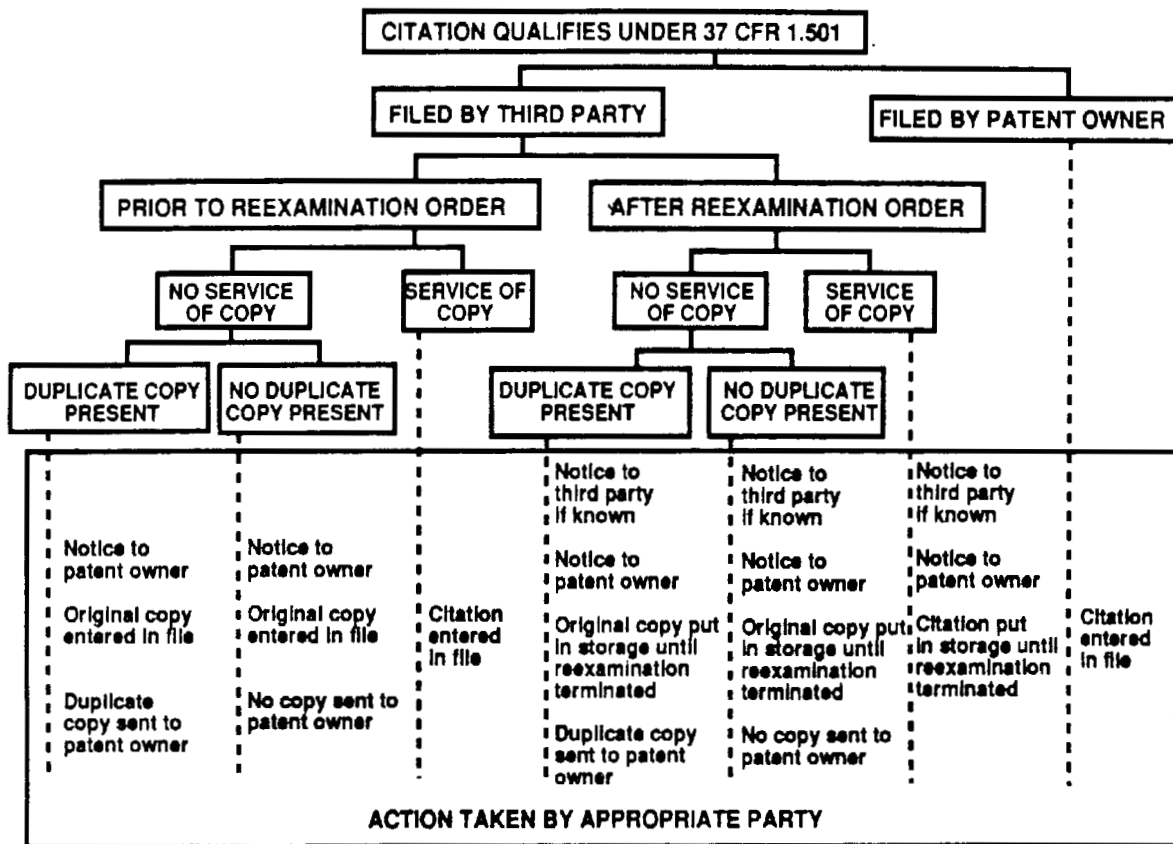 CITATION QUALIFIES UNDER 37 CFR 1.501
FILED BY THIRD PARTY
FILED BY PATENT OWNER
PRIOR TO REEXAMINATION ORDER
AFTER REEXAMINATION ORDER
NO SERVICE
OF COPY
SERVICE OF
COPY
NO SERVICE
OF COPY
SERVICE
OF COPY
DUPLICATE COPY
PRESENT
NO DUPLICATE
COPY PRESENT
DUPLICATE COPY
PRESENT
NO DUPLICATE
COPY PRESENT
Notice to
patent owner
Original copy
entered in file
Duplicate
copy sent to
patent owner
Notice to
patent owner
Original copy
entered in file
No copy sent to
patent owner
Citation
entered
in file
Notice to
third party
if known
Notice to
patent owner
Original copy put
in storage until
reexamination
terminated
Duplicate copy
sent to patent
owner
Notice to
third party
if known
Notice to
patent owner
Original copy put
in storage until
reexamination
terminated
No copy sent to
patent owner
Notice to
third party
if known
Notice to
patent owner
Citation put
in storage until
reexamination
terminated
Citation
entered
in file
ACTION TAKEN BY APPROPRIATE PARTY